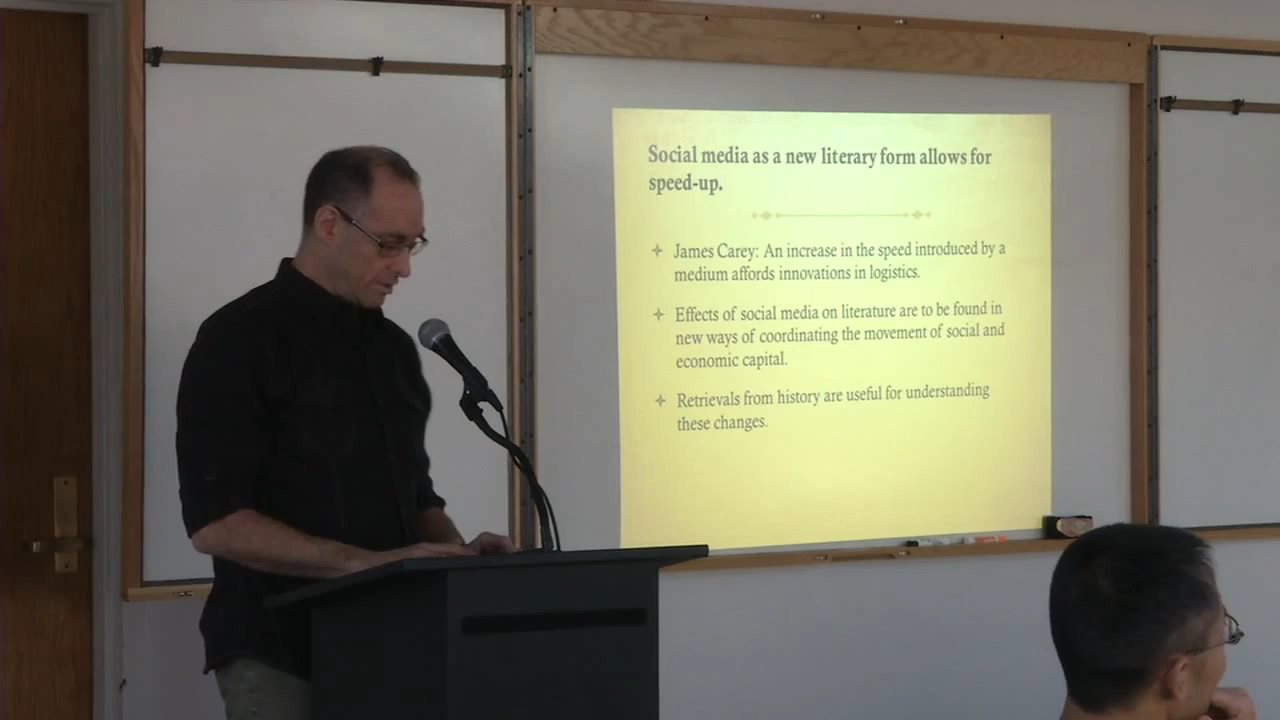 Social media as a new literary form allows for
speed-up.
James Carey: An increase in the speed introduced by a
medium affords innovations in logistics.
Effects of social media on literature are to be found in
new ways of coordinating the movement of social and
economic capital.
Retrievals from history are useful for understanding
these changes.